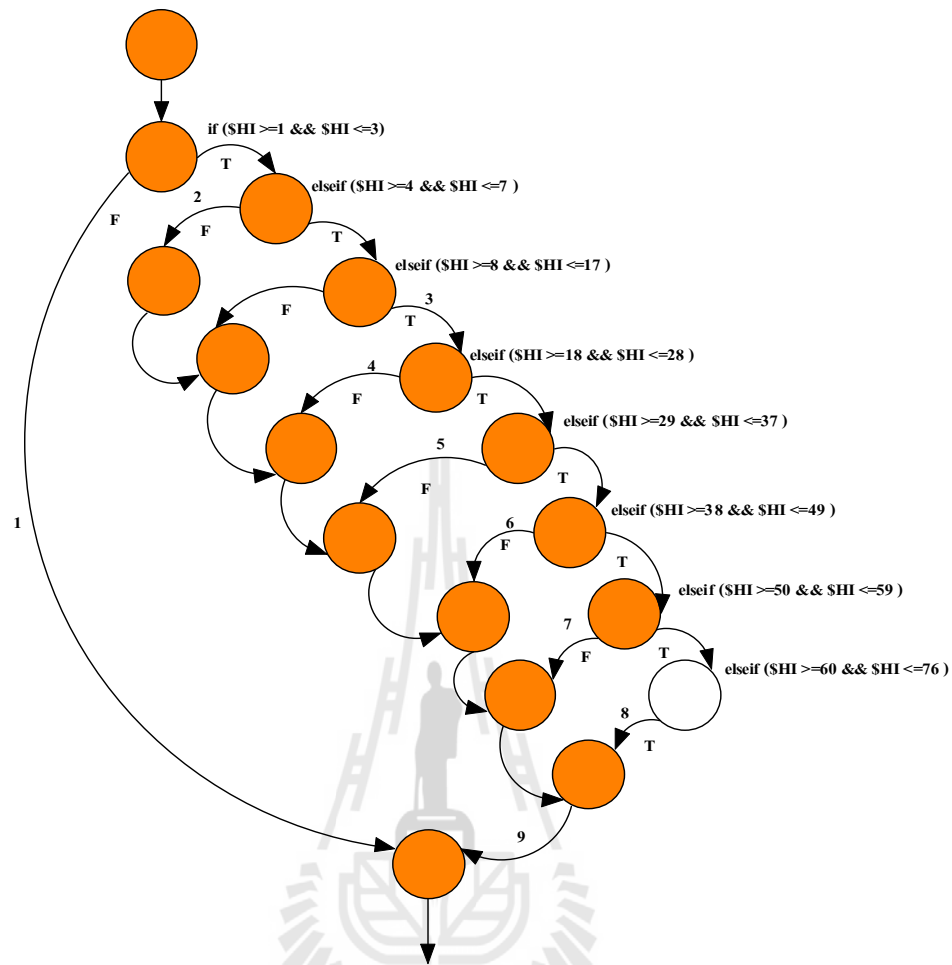 if ($HI >=1 && $HI <=3)
T
elseif ($HI >=4 && $HI <=7 )
2
F
F
T
elseif ($HI >=8 && $HI <=17 )
3
F
T
elseif ($HI >=18 && $HI <=28 )
4
F
T
elseif ($HI >=29 && $HI <=37 )
5
F
T
elseif ($HI >=38 && $HI <=49 )
6
F
1
T
elseif ($HI >=50 && $HI <=59 )
7
F
T
elseif ($HI >=60 && $HI <=76 )
8
T
9